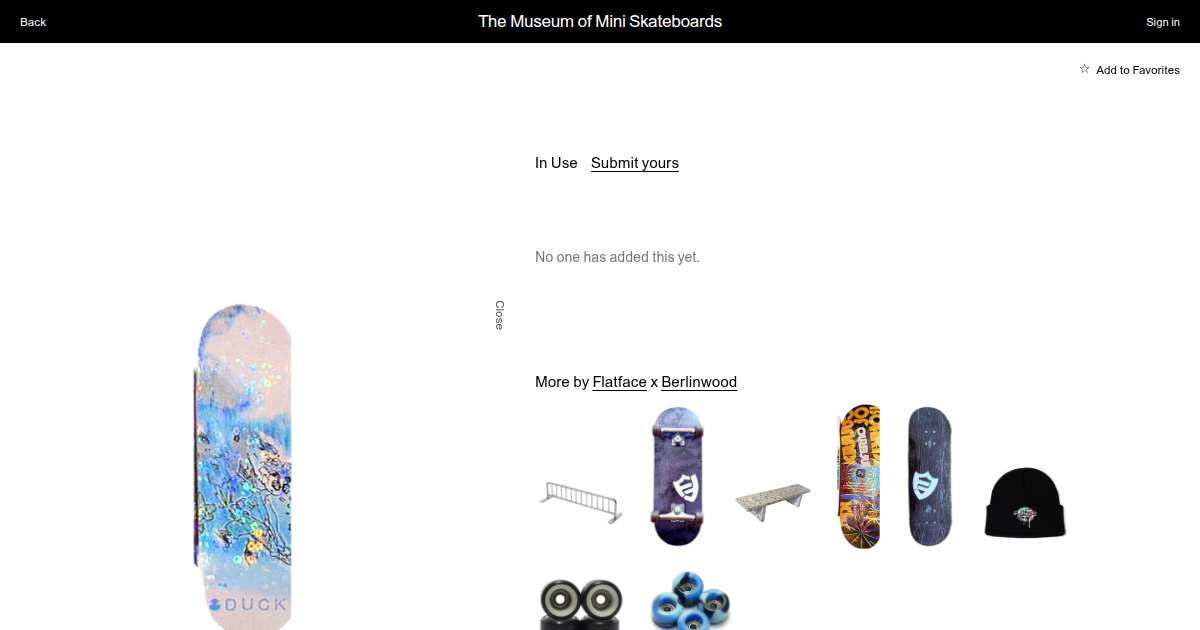 Back
The Museum of Mini Skateboards
Sign in
☆ Add to Favorites
In Use Submit yours
No one has added this yet.
Close
More by Flatface x Berlinwood
DUCK